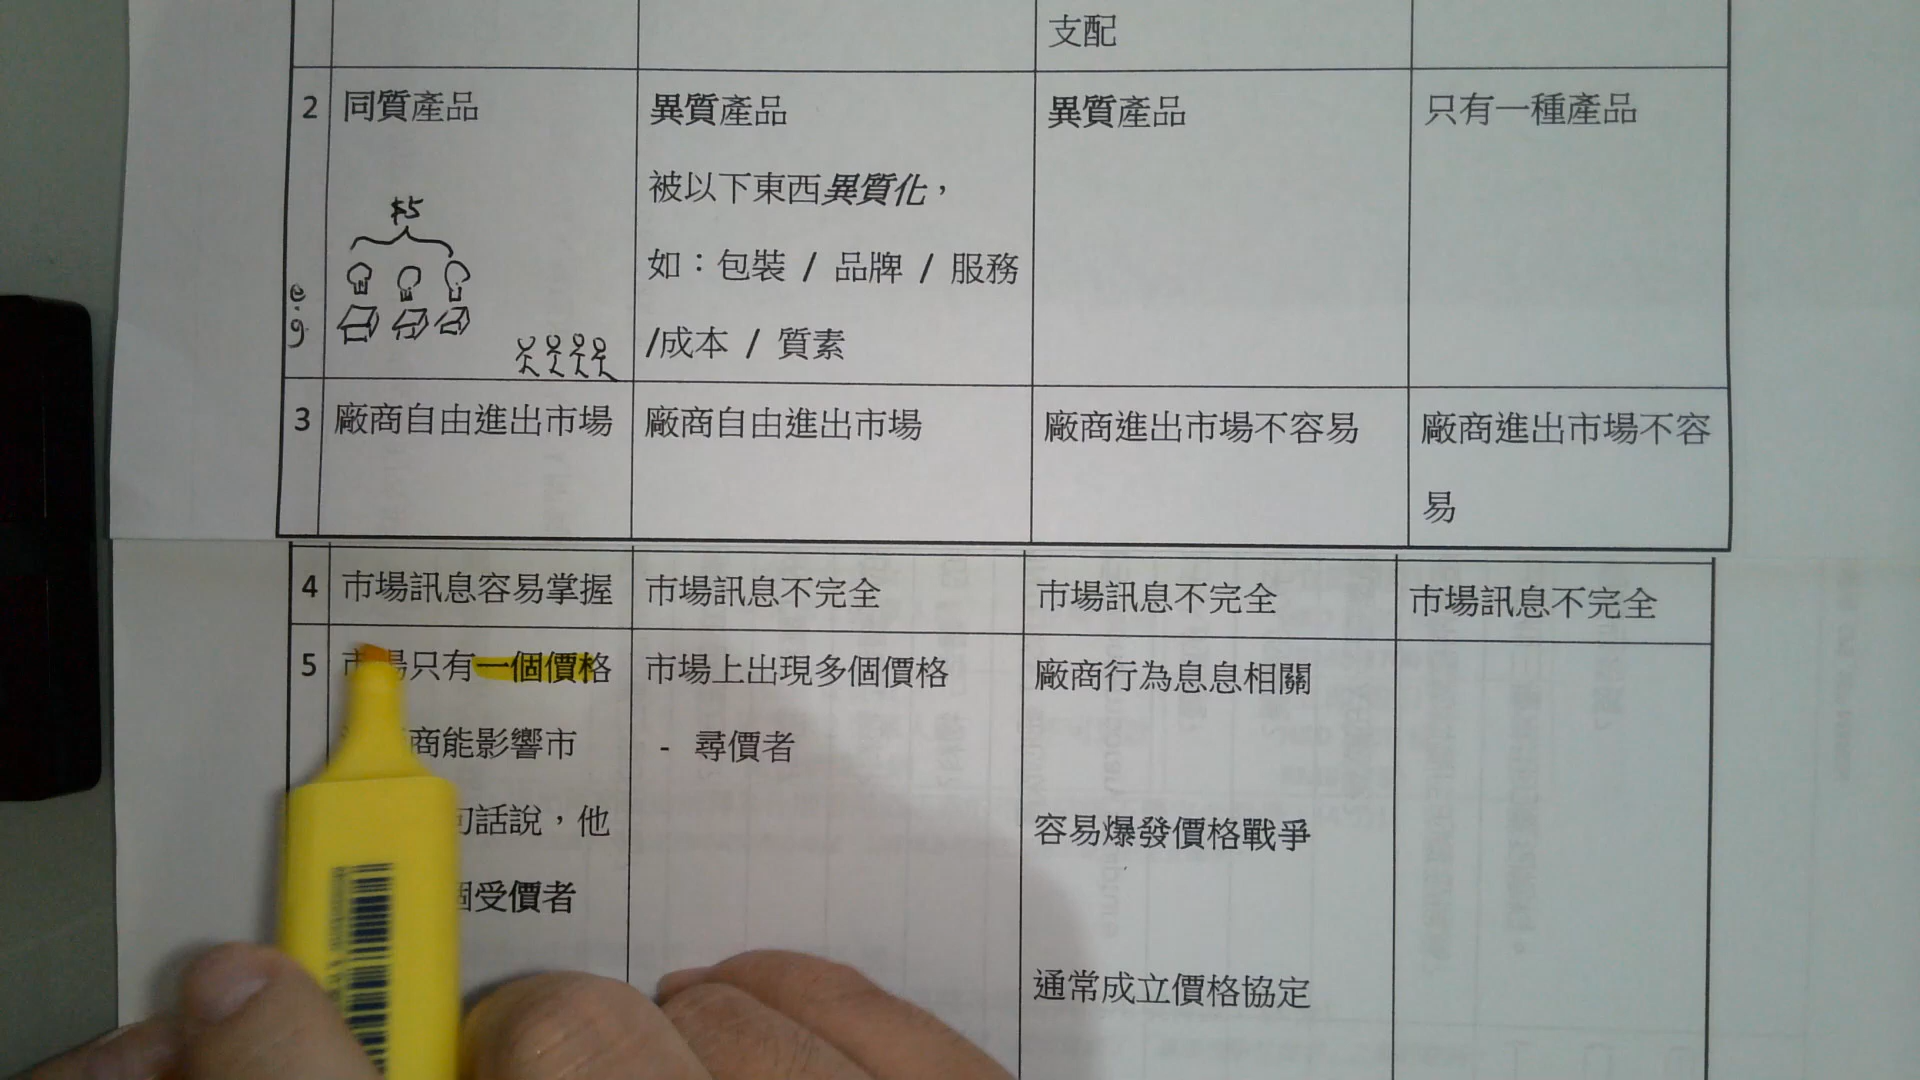 支配
2 同質產品 異質產品 異質產品 只有一種產品
被以下東西異質化，
$5
如：包裝 / 品牌 / 服務
e.g
/成本 / 質素
3 廠商自由進出市場 廠商自由進出市場 廠商進出市場不容易 廠商進出市場不容
易
4 市場訊息容易掌握 市場訊息不完全 市場訊息不完全 市場訊息不完全
5 市場只有一個價格 市場上出現多個價格 廠商行為息息相關
商能影響市 - 尋價者
話說，他 容易爆發價格戰爭
個受價者
通常成立價格協定